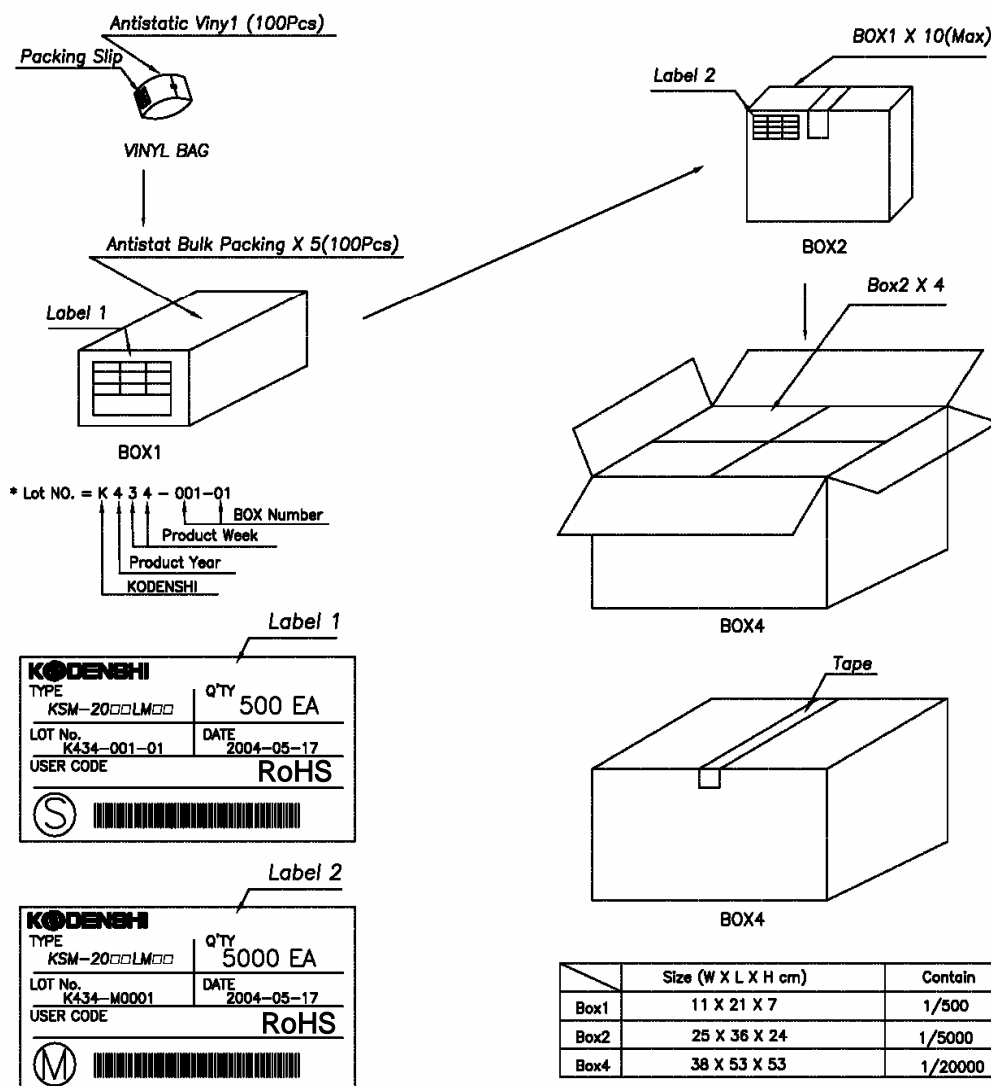 Antistatic Viny1 (100Pcs)
Packing Slip
VINYL BAG
Antistat Bulk Packing X 5(100Pcs)
Label 1
BOX1
BOX1 X 10(Max)
Label 2
BOX2
Box2 X 4
BOX4
Tape
BOX4
* Lot NO. = K 4 3 4 - 001-01
BOX Number
Product Week
Product Year
KODENSHI
Label 1
KODENSHI
TYPE
KSM-20□□LM□□
Q'TY
500 EA
LOT No.
K434-001-01
DATE
2004-05-17
USER CODE
RoHS
S
Label 2
KODENSHI
TYPE
KSM-20□□LM□□
Q'TY
5000 EA
LOT No.
K434-M0001
DATE
2004-05-17
USER CODE
RoHS
M
Size (W X L X H cm) Contain
Box1 11 X 21 X 7 1/500
Box2 25 X 36 X 24 1/5000
Box4 38 X 53 X 53 1/20000